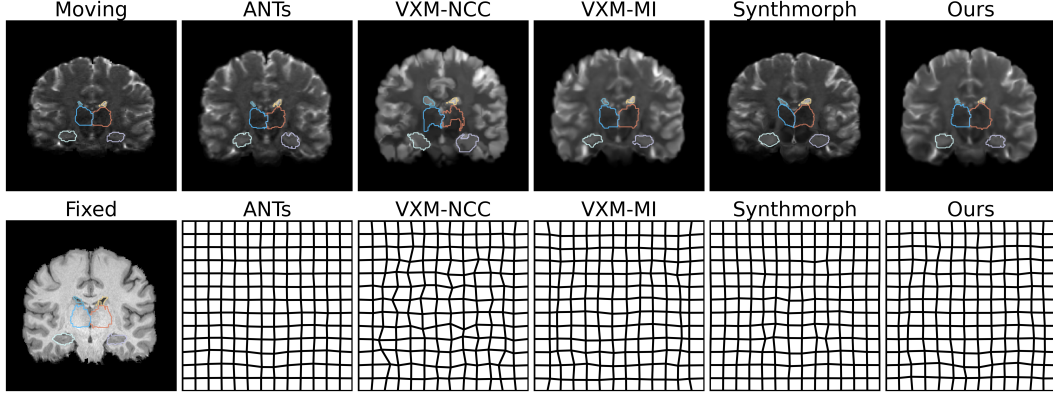 Moving ANTs VXM-NCC VXM-MI Synthmorph Ours
Fixed ANTs VXM-NCC VXM-MI Synthmorph Ours